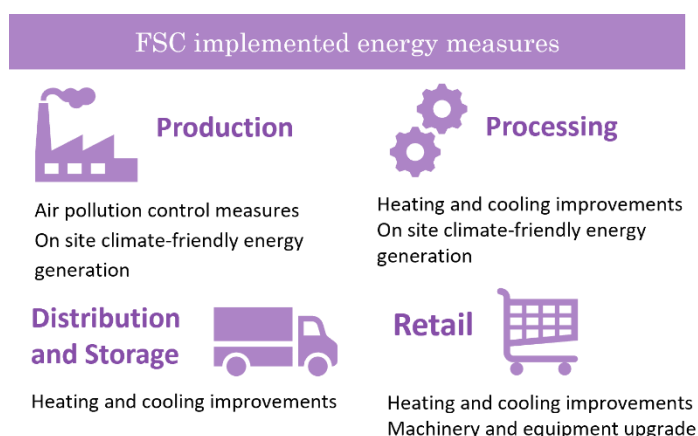 FSC implemented energy measures
Production
Air pollution control measures
On site climate-friendly energy
generation
Processing
Heating and cooling improvements
On site climate-friendly energy
generation
Distribution
and Storage
Heating and cooling improvements
Retail
Heating and cooling improvements
Machinery and equipment upgrade